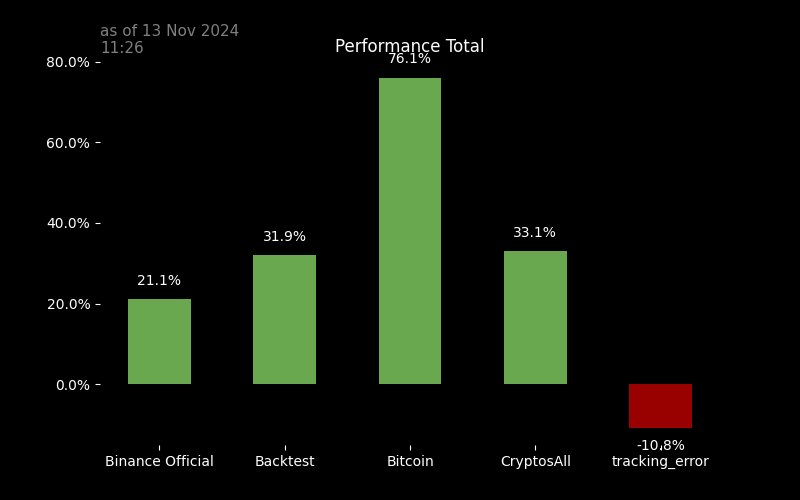 as of 13 Nov 2024
11:26
Performance Total
80.0%
60.0%
40.0%
20.0%
0.0%
21.1%
31.9%
76.1%
33.1%
-10.8%
Binance Official
Backtest
Bitcoin
CryptosAll
tracking_error